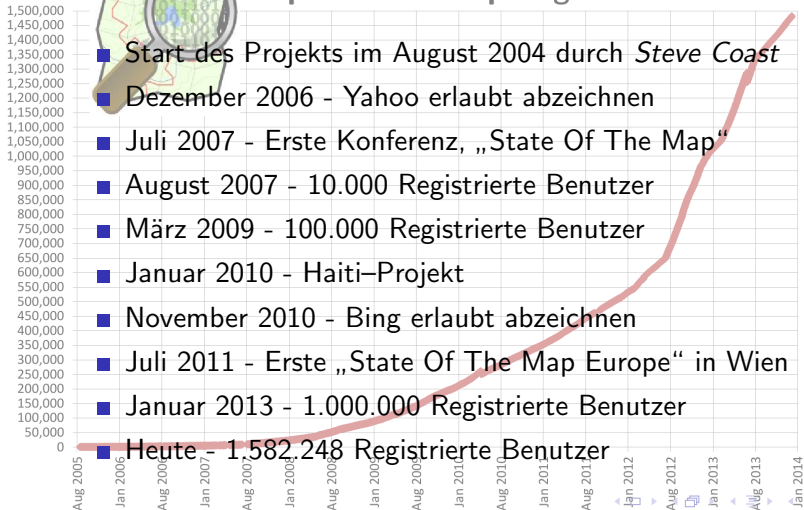 1,500,000
1,450,000
1,400,000
1,350,000
1,300,000
1,250,000
1,200,000
1,150,000
1,100,000
1,050,000
1,000,000
950,000
900,000
850,000
800,000
750,000
700,000
650,000
600,000
550,000
500,000
450,000
400,000
350,000
300,000
250,000
200,000
150,000
100,000
50,000
0
Start des Projekts im August 2004 durch Steve Coast
Dezember 2006 - Yahoo erlaubt abzeichnen
Juli 2007 - Erste Konferenz, „State Of The Map“
August 2007 - 10.000 Registrierte Benutzer
März 2009 - 100.000 Registrierte Benutzer
Januar 2010 - Haiti–Projekt
November 2010 - Bing erlaubt abzeichnen
Juli 2011 - Erste „State Of The Map Europe“ in Wien
Januar 2013 - 1.000.000 Registrierte Benutzer
Heute - 1.582.248 Registrierte Benutzer
Aug 2005
Jan 2006
Aug 2006
Jan 2007
Aug 2007
Jan 2008
Aug 2008
Jan 2009
Aug 2009
Jan 2010
Aug 2010
Jan 2011
Aug 2011
Jan 2012
Aug 2012
Jan 2013
Aug 2013
Jan 2014